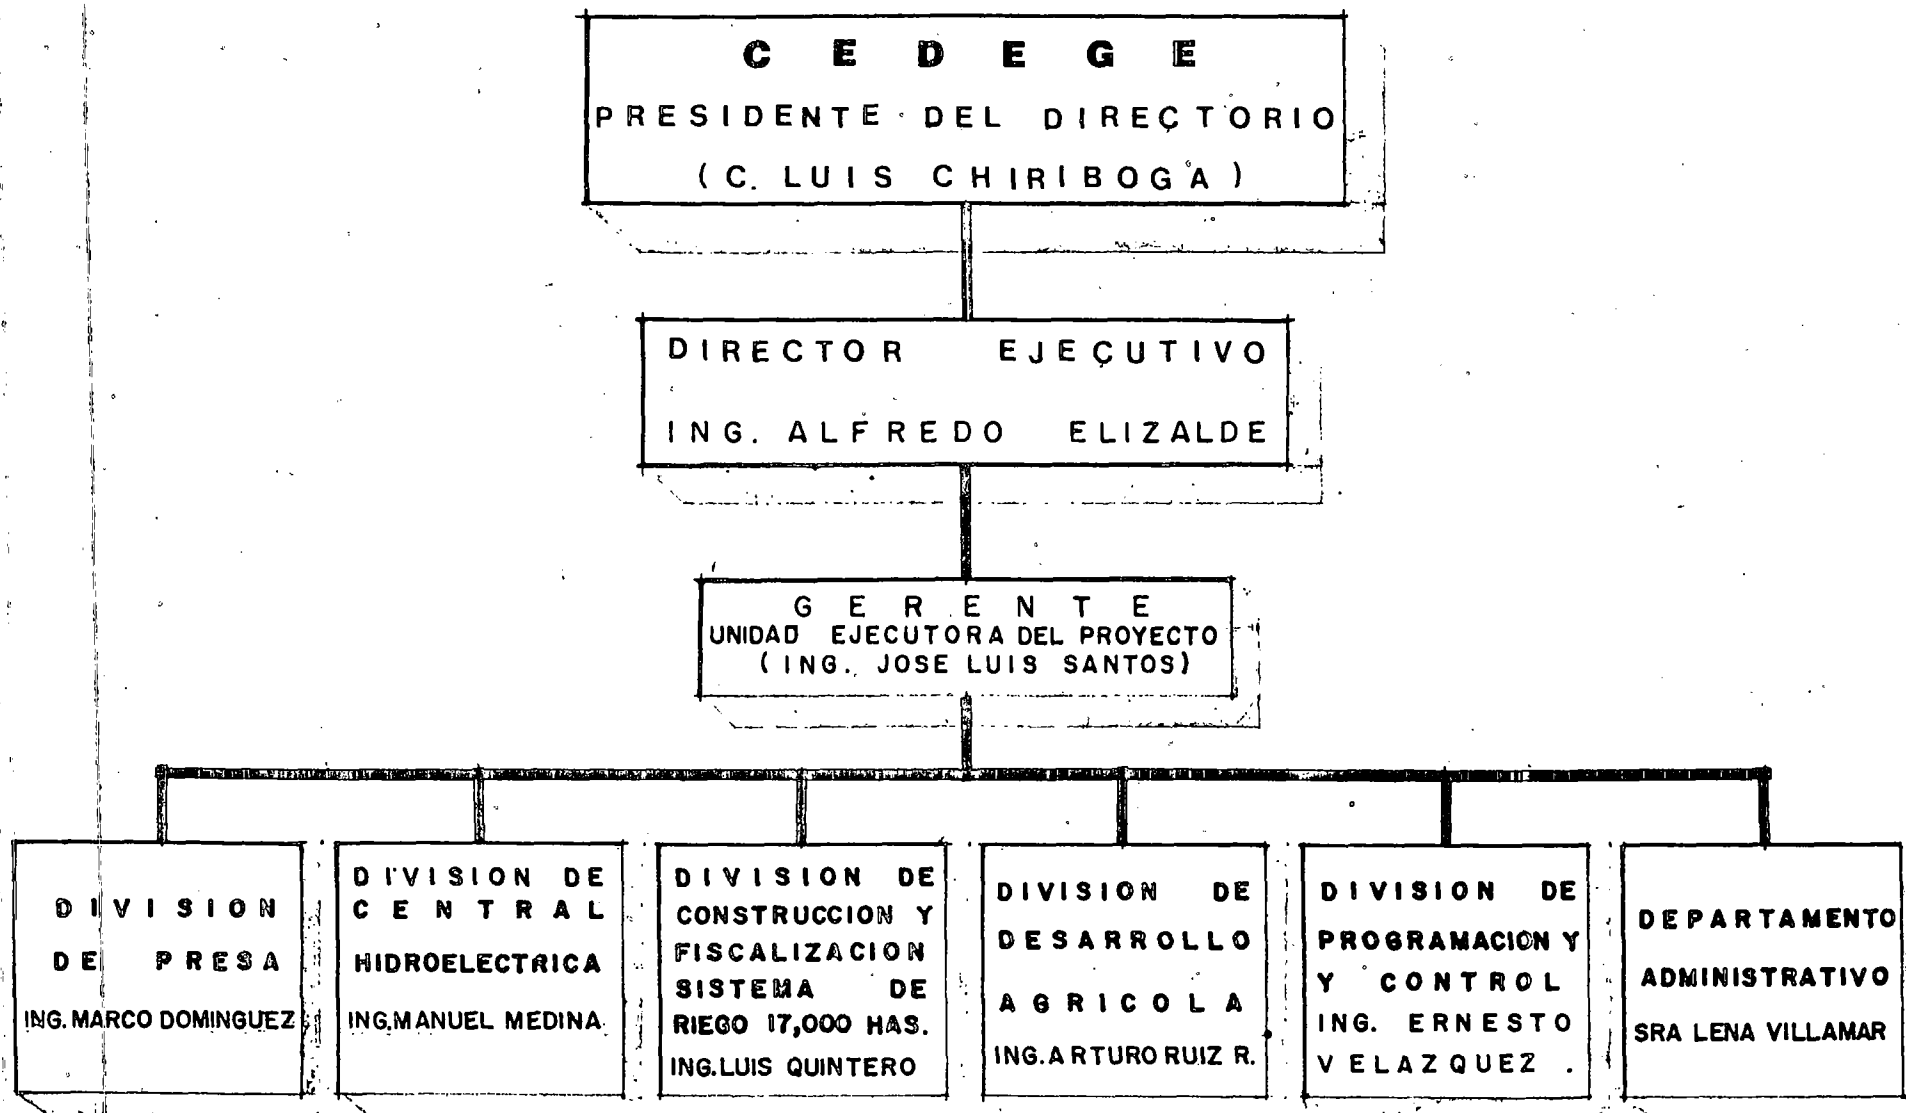 CEDEGE
PRESIDENTE DEL DIRECTORIO
(C. LUIS CHIRIBOGA)
DIRECTOR EJECUTIVO
ING. ALFREDO ELIZALDE
GERENTE
UNIDAD EJECUTORA DEL PROYECTO
(ING. JOSE LUIS SANTOS)
DIVISION
DE PRESA
ING. MARCO DOMINGUEZ
DIVISION DE
CENTRAL
HIDROELECTRICA
ING. MANUEL MEDINA
DIVISION DE
CONSTRUCCION Y
FISCALIZACION
SISTEMA DE
RIEGO 17,000 HAS.
ING. LUIS QUINTERO
DIVISION DE
DESARROLLO
AGRICOLA
ING. ARTURO RUIZ R.
DIVISION DE
PROGRAMACION Y
Y CONTROL
ING. ERNESTO
VELAZQUEZ.
DEPARTAMENTO
ADMINISTRATIVO
SRA LENA VILLAMAR